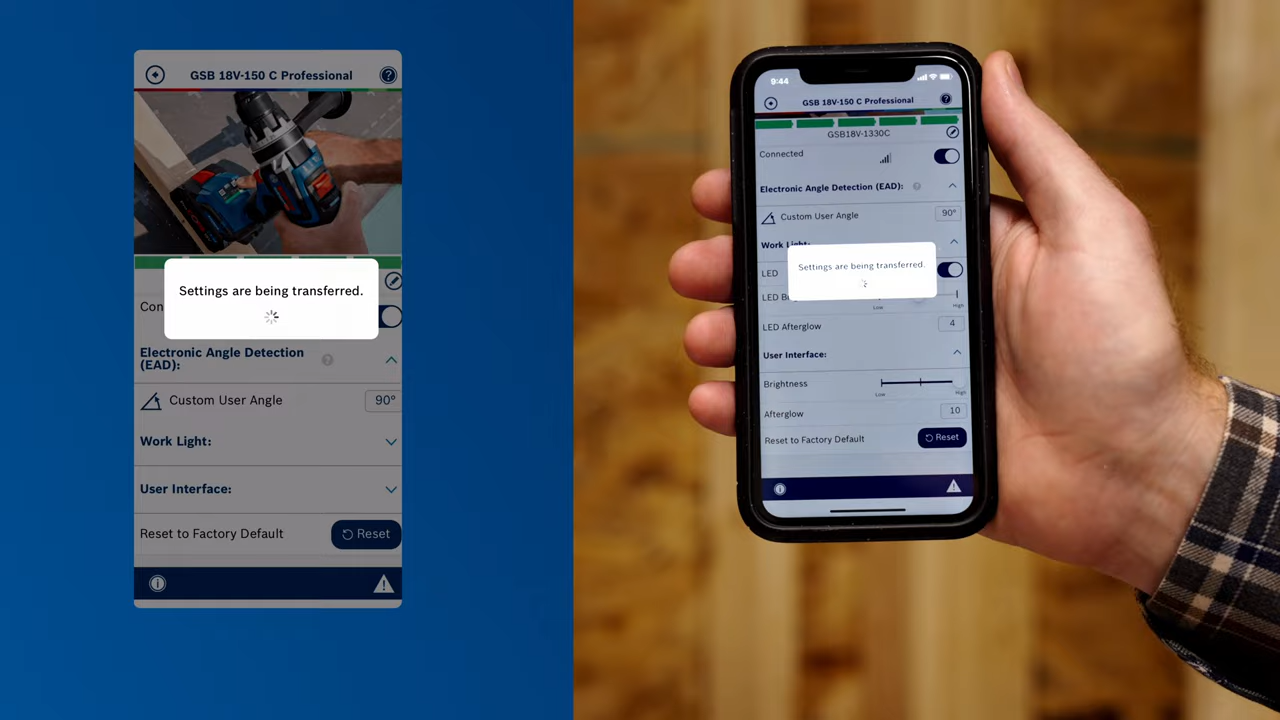 GSB 18V-150 C Professional
Settings are being transferred.
Electronic Angle Detection
(EAD):
Custom User Angle
90°
Work Light:
User Interface:
Reset to Factory Default
Reset
9:44
GSB 18V-150 C Professional
GSB18V-1330C
Connected
Electronic Angle Detection (EAD):
Custom User Angle
90°
Settings are being transferred.
LED
LED
Low
High
LED Afterglow
4
User Interface:
Brightness
Low
High
Afterglow
10
Reset to Factory Default
Reset